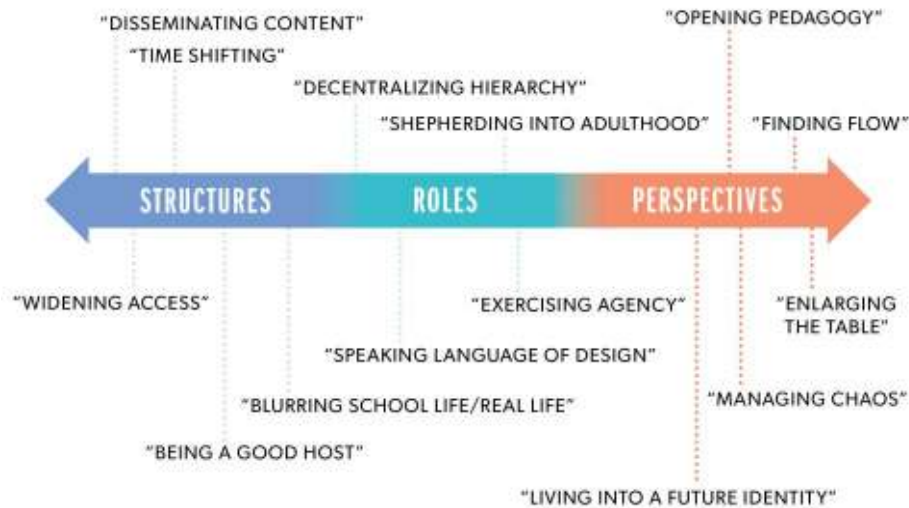 “DISSEMINATING CONTENT”
“OPENING PEDAGOGY”
“TIME SHIFTING”
“DECENTRALIZING HIERARCHY”
“SHEPHERDING INTO ADULTHOOD”
“FINDING FLOW”
STRUCTURES
ROLES
PERSPECTIVES
“WIDENING ACCESS”
“EXERCISING AGENCY”
“ENLARGING
THE TABLE”
“SPEAKING LANGUAGE OF DESIGN”
“BLURRING SCHOOL LIFE/REAL LIFE”
“MANAGING CHAOS”
“BEING A GOOD HOST”
“LIVING INTO A FUTURE IDENTITY”